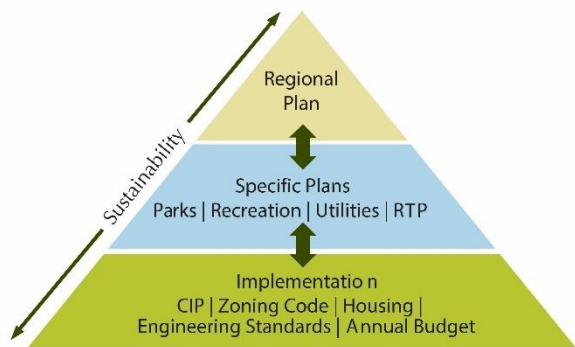 Regional
Plan
Sustainability
Specific Plans
Parks | Recreation | Utilities | RTP
Implementatio n
CIP | Zoning Code | Housing |
Engineering Standards | Annual Budget